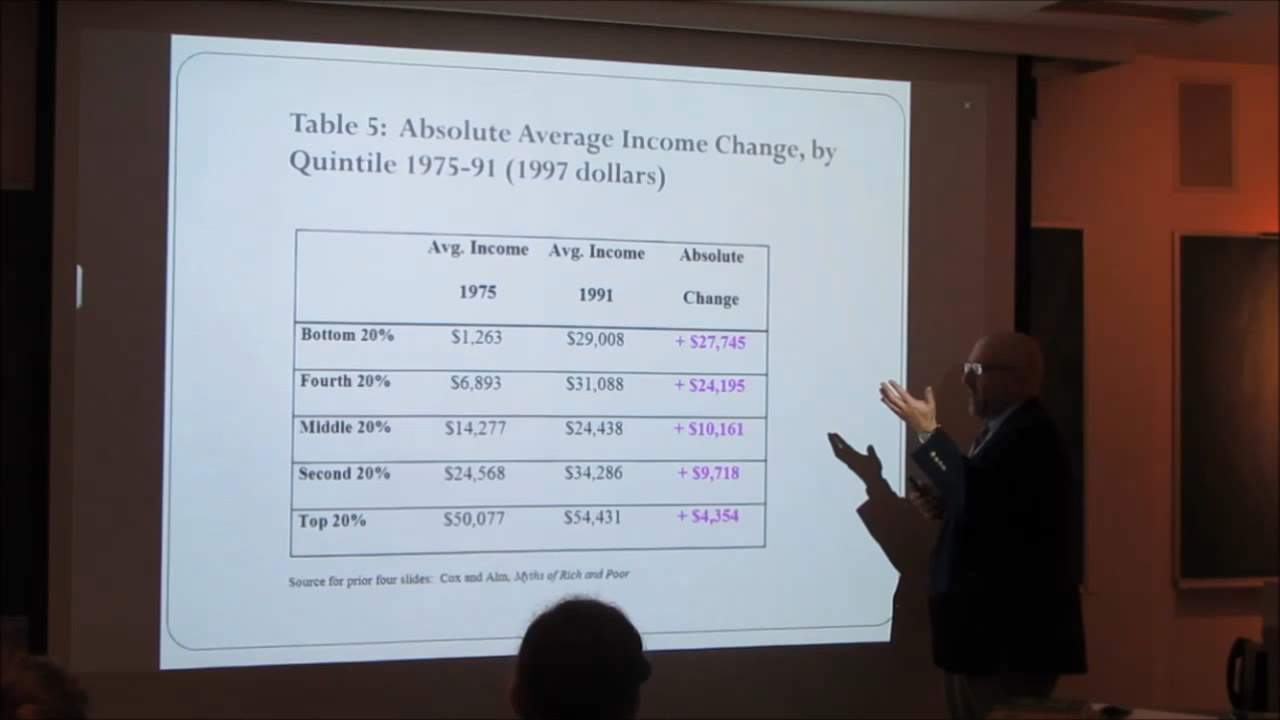 Table 5: Absolute Average Income Change, by
Quintile 1975-91 (1997 dollars)
Avg. Income 1975 Avg. Income 1991 Absolute Change
Bottom 20% $1,263 $29,008 + $27,745
Fourth 20% $6,893 $31,088 + $24,195
Middle 20% $14,277 $24,438 + $10,161
Second 20% $24,568 $34,286 + $9,718
Top 20% $50,077 $54,431 + $4,354
Source for prior four slides: Cox and Alm, Myths of Rich and Poor